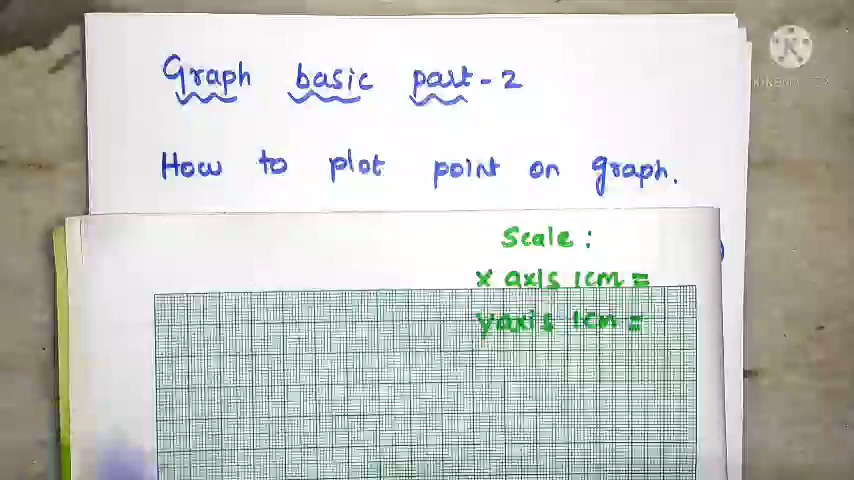 Graph basic part-2
How to plot point on graph.
Scale:
x axis 1cm =
yaxis 1cm =